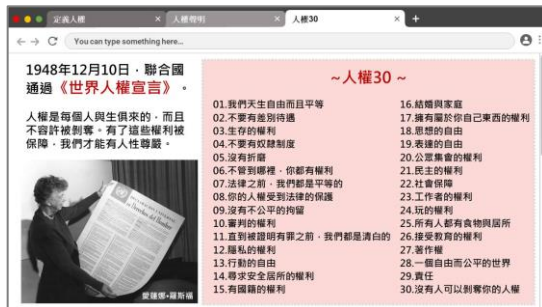 定義人權
人權聲明
人權30
You can type something here...
1948年12月10日，聯合國
通過《世界人權宣言》。
人權是每個人與生俱來的，而且
不容許被剝奪。有了這些權利被
保障，我們才能有人性尊嚴。
愛蓮娜•羅斯福
~人權30 ~
01.我們天生自由而且平等
02.不要有差別待遇
03.生存的權利
04.不要有奴隸制度
05.沒有折磨
06.不管到哪裡，你都有權利
07.法律之前，我們都是平等的
08.你的人權受到法律的保護
09.沒有不公平的拘留
10.審判的權利
11.直到被證明有罪之前，我們都是清白的
12.隱私的權利
13.行動的自由
14.尋求安全居所的權利
15.有國籍的權利
16.結婚與家庭
17.擁有屬於你自己東西的權利
18.思想的自由
19.表達的自由
20.公眾集會的權利
21.民主的權利
22.社會保障
23.工作者的權利
24.玩的權利
25.所有人都有食物與居所
26.接受教育的權利
27.著作權
28.一個自由而公平的世界
29.責任
30.沒有人可以剝奪你的人權